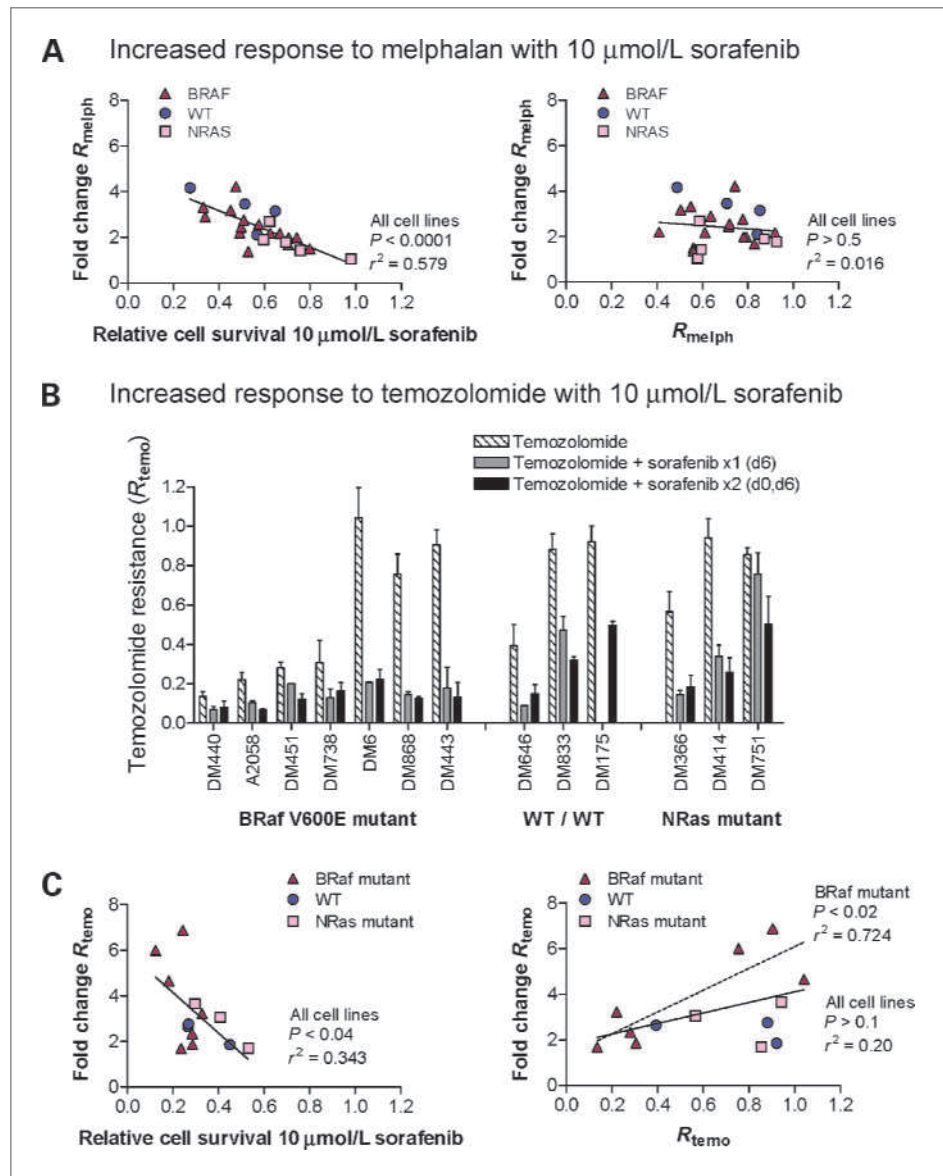 A Increased response to melphalan with 10 μmol/L sorafenib
BRAF
WT
NRAS
Fold change Rmelph
8
6
4
2
0
All cell lines
P < 0.0001
r² = 0.579
0.0 0.2 0.4 0.6 0.8 1.0
Relative cell survival 10 μmol/L sorafenib
BRAF
WT
NRAS
Fold change Rmelph
8
6
4
2
0
All cell lines
P > 0.5
r² = 0.016
0.0 0.2 0.4 0.6 0.8 1.0 1.2
Rmelph
B Increased response to temozolomide with 10 μmol/L sorafenib
Temozolomide
Temozolomide + sorafenib x1 (d6)
Temozolomide + sorafenib x2 (d0,d6)
Temozolomide resistance (Rtemo)
1.2
1.0
0.8
0.6
0.4
0.2
0.0
DM440
A2058
DM451
DM738
DM6
DM868
DM443
DM646
DM833
DM175
DM366
DM414
DM751
BRaf V600E mutant WT / WT NRas mutant
C
BRaf mutant
WT
NRas mutant
Fold change Rtemo
8
6
4
2
0
All cell lines
P < 0.04
r² = 0.343
0.0 0.2 0.4 0.6 0.8 1.0
Relative cell survival 10 μmol/L sorafenib
BRaf mutant
WT
NRas mutant
Fold change Rtemo
8
6
4
2
0
BRaf mutant
P < 0.02
r² = 0.724
All cell lines
P > 0.1
r² = 0.20
0.0 0.2 0.4 0.6 0.8 1.0 1.2
Rtemo